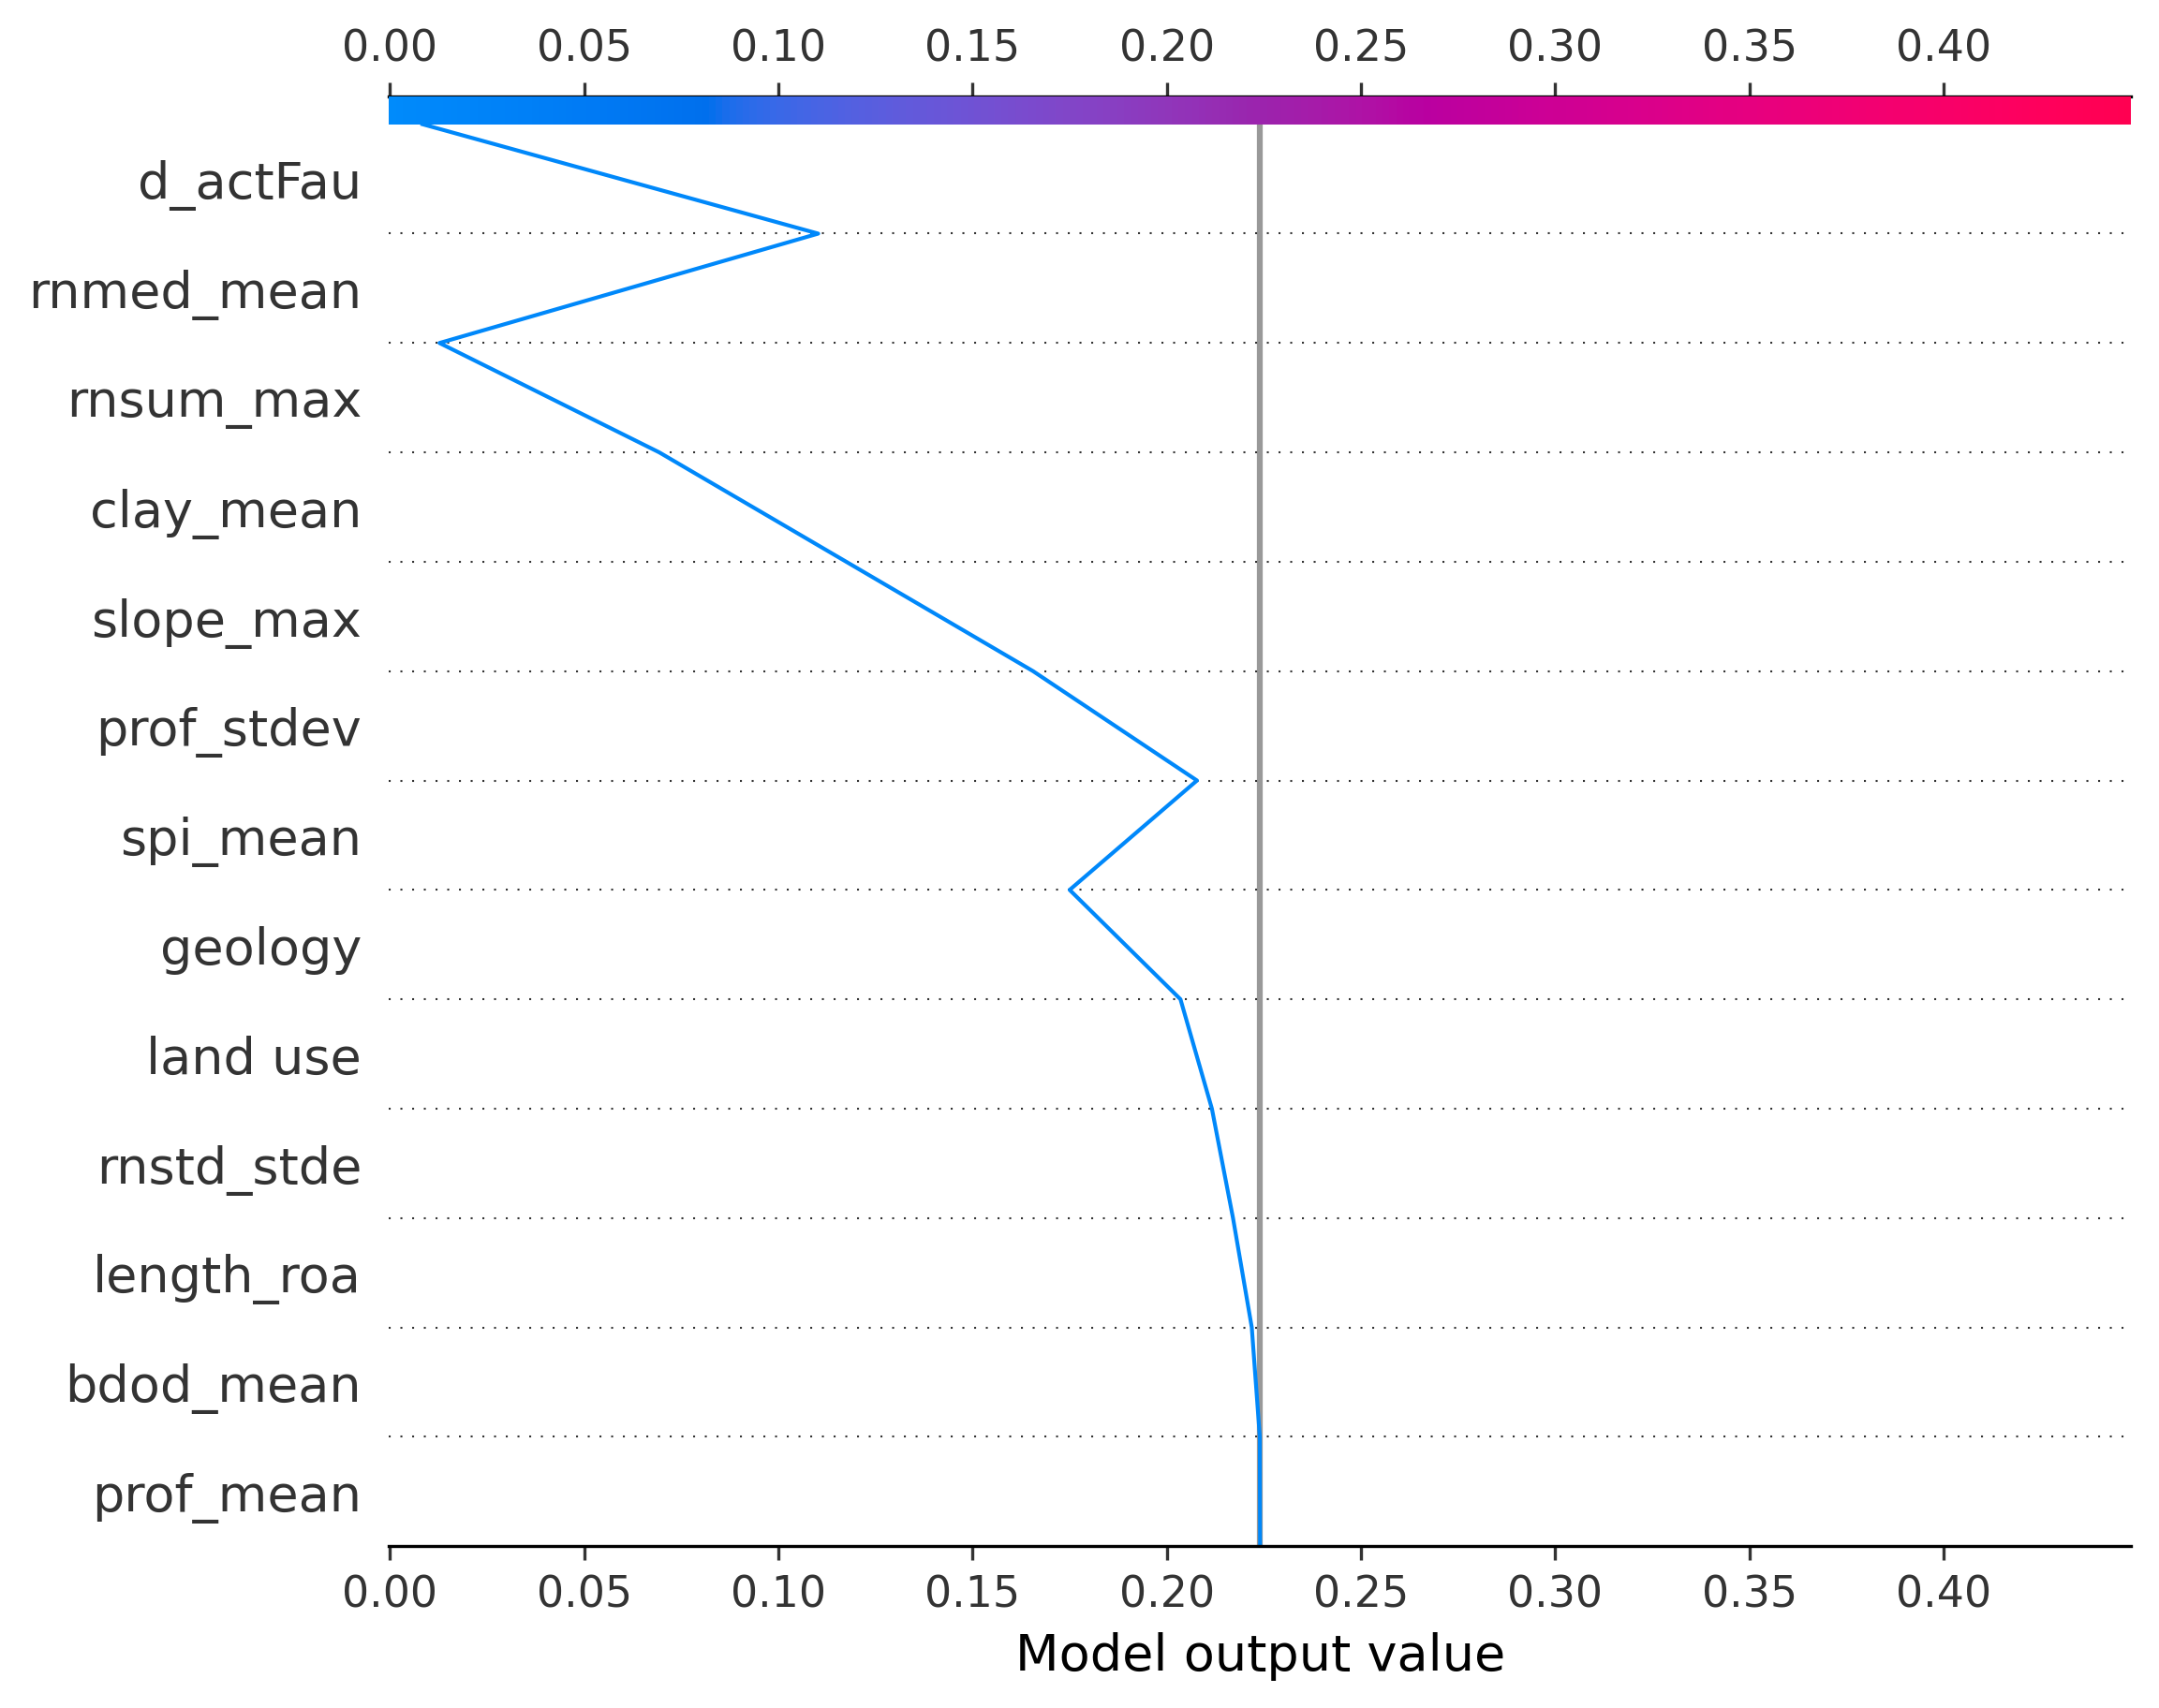 0.00 0.05 0.10 0.15 0.20 0.25 0.30 0.35 0.40
d_actFau
rnmed_mean
rnsum_max
clay_mean
slope_max
prof_stdev
spi_mean
geology
land use
rnstd_stde
length_roa
bdod_mean
prof_mean
0.00 0.05 0.10 0.15 0.20 0.25 0.30 0.35 0.40
Model output value